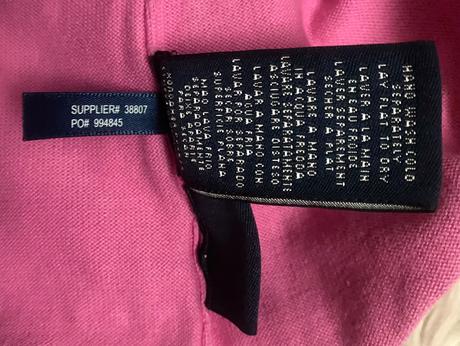 SUPPLIER# 38807
PO# 994845
HAND WASH COLD
SEPARATELY
LAY FLAT TO DRY
LAVER A LA MAIN
EN EAU FROIDE
LAVER SEPAREMENT
SECHER A PLAT
LAVARE A MANO
IN ACQUA FREDDA
LAVARE SEPARATAMENTE
ASCIUGARE DISTESO
LAVAR A MANO CON
AGUA FRIA
LAVAR POR SEPARADO
SECAR SOBRE
SUPERFICIE PLANA